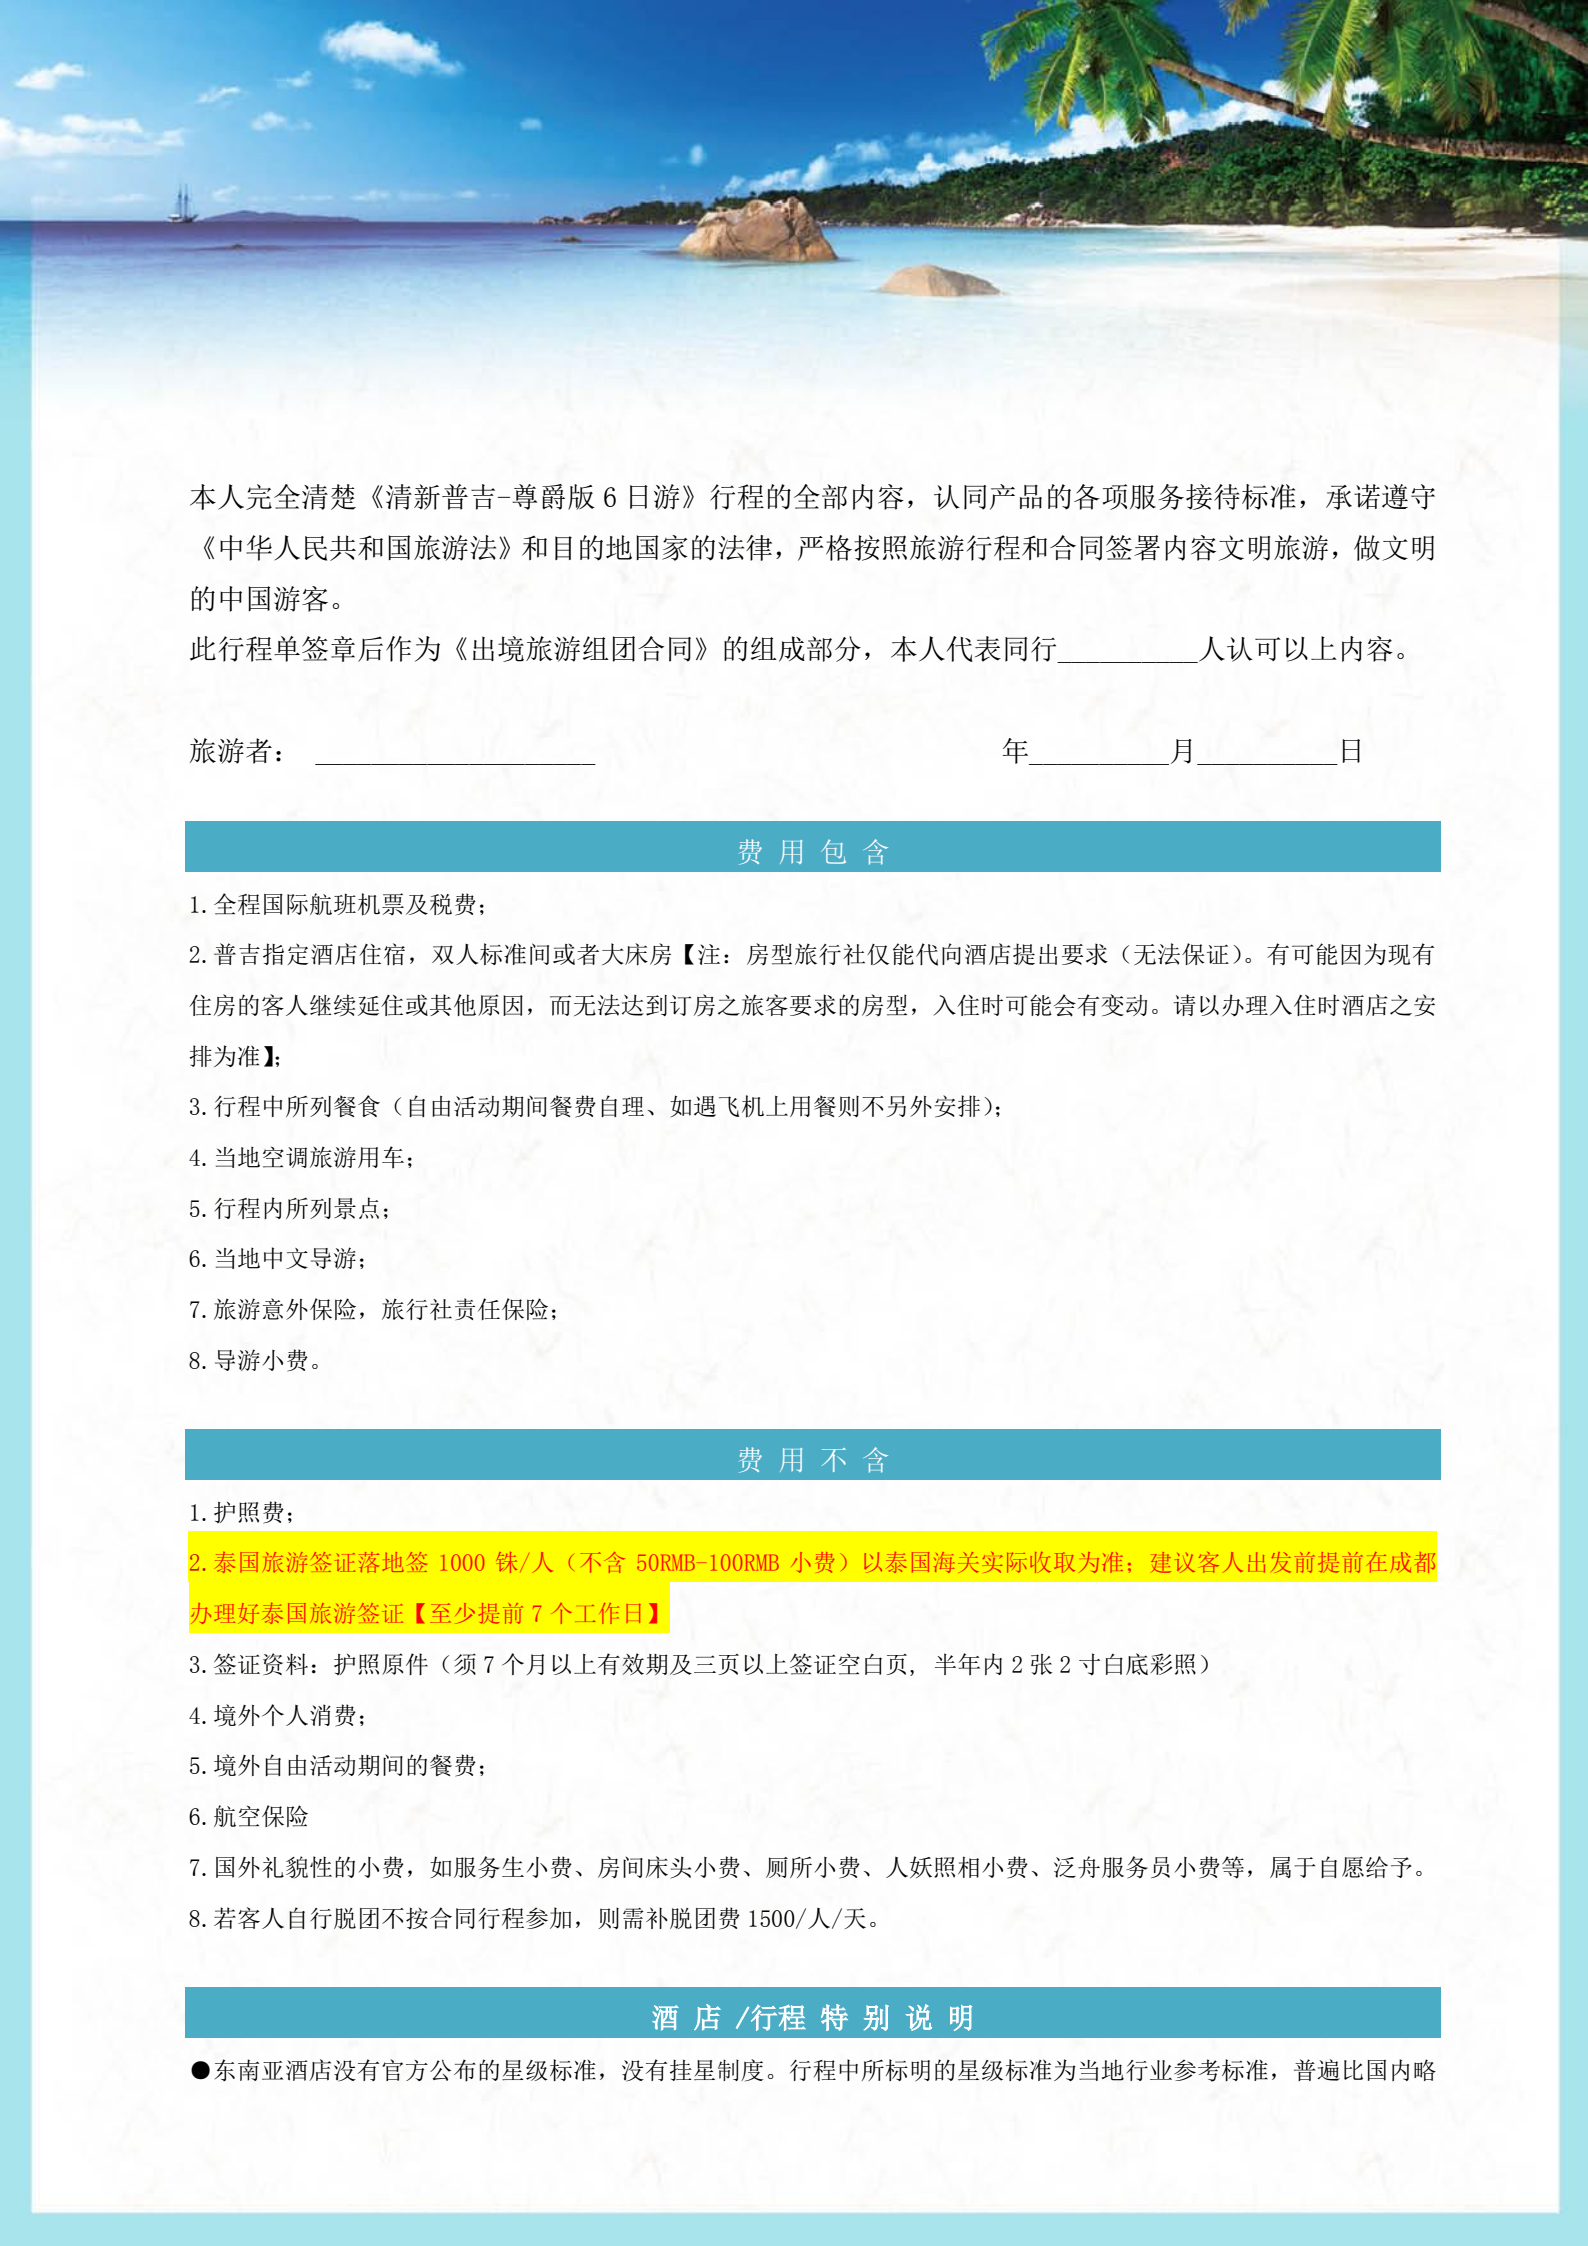 本人完全清楚《清新普吉-尊爵版 6 日游》行程的全部内容，认同产品的各项服务接待标准，承诺遵守
《中华人民共和国旅游法》和目的地国家的法律，严格按照旅游行程和合同签署内容文明旅游，做文明
的中国游客。
此行程单签章后作为《出境旅游组团合同》的组成部分，本人代表同行__________人认可以上内容。
旅游者： ____________________ 年__________月__________日
费 用 包 含
1.全程国际航班机票及税费；
2.普吉指定酒店住宿，双人标准间或者大床房【注：房型旅行社仅能代向酒店提出要求（无法保证）。有可能因为现有
住房的客人继续延住或其他原因，而无法达到订房之旅客要求的房型，入住时可能会有变动。请以办理入住时酒店之安
排为准】；
3.行程中所列餐食（自由活动期间餐费自理、如遇飞机上用餐则不另外安排）；
4.当地空调旅游用车；
5.行程内所列景点；
6.当地中文导游；
7.旅游意外保险，旅行社责任保险；
8.导游小费。
费 用 不 含
1.护照费；
2.泰国旅游签证落地签 1000 铢/人（不含 50RMB-100RMB 小费）以泰国海关实际收取为准；建议客人出发前提前在成都
办理好泰国旅游签证【至少提前 7 个工作日】
3.签证资料：护照原件（须 7 个月以上有效期及三页以上签证空白页, 半年内 2 张 2 寸白底彩照）
4.境外个人消费；
5.境外自由活动期间的餐费；
6.航空保险
7.国外礼貌性的小费，如服务生小费、房间床头小费、厕所小费、人妖照相小费、泛舟服务员小费等，属于自愿给予。
8.若客人自行脱团不按合同行程参加，则需补脱团费 1500/人/天。
酒 店 /行程 特 别 说 明
●东南亚酒店没有官方公布的星级标准，没有挂星制度。行程中所标明的星级标准为当地行业参考标准，普遍比国内略